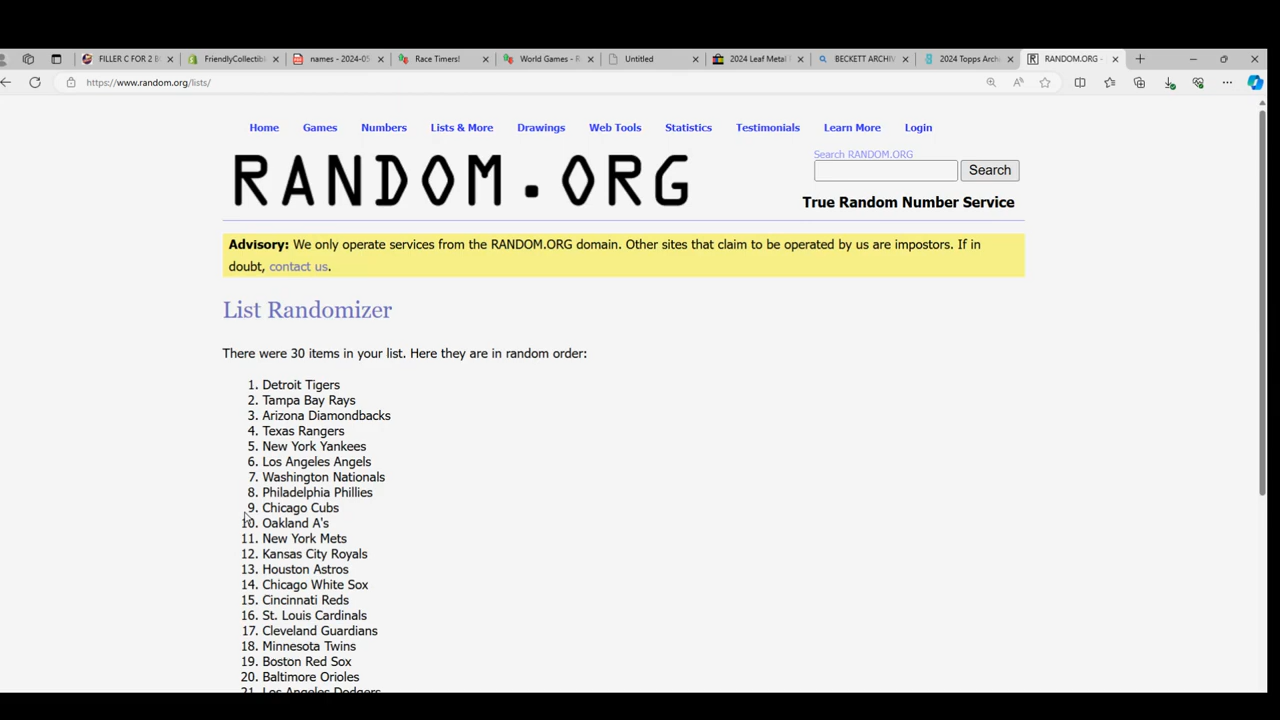 FILLER C FOR 2 B
FriendlyCollectib
names - 2024-05
Race Timers!
World Games - R
Untitled
2024 Leaf Metal
BECKETT ARCHIV
2024 Topps Arch
RANDOM.ORG -
https://www.random.org/lists/
Home Games Numbers Lists & More Drawings Web Tools Statistics Testimonials Learn More Login
RANDOM.ORG
Search RANDOM.ORG
Search
True Random Number Service
Advisory: We only operate services from the RANDOM.ORG domain. Other sites that claim to be operated by us are impostors. If in
doubt, contact us.
List Randomizer
There were 30 items in your list. Here they are in random order:
1. Detroit Tigers
2. Tampa Bay Rays
3. Arizona Diamondbacks
4. Texas Rangers
5. New York Yankees
6. Los Angeles Angels
7. Washington Nationals
8. Philadelphia Phillies
9. Chicago Cubs
10. Oakland A's
11. New York Mets
12. Kansas City Royals
13. Houston Astros
14. Chicago White Sox
15. Cincinnati Reds
16. St. Louis Cardinals
17. Cleveland Guardians
18. Minnesota Twins
19. Boston Red Sox
20. Baltimore Orioles
21. Los Angeles Dodgers